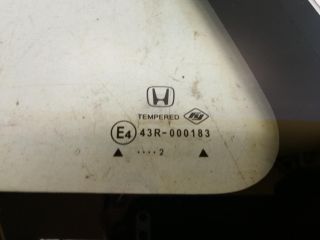 TEMPERED
E4 43R-000183
▲ ····2 ▲